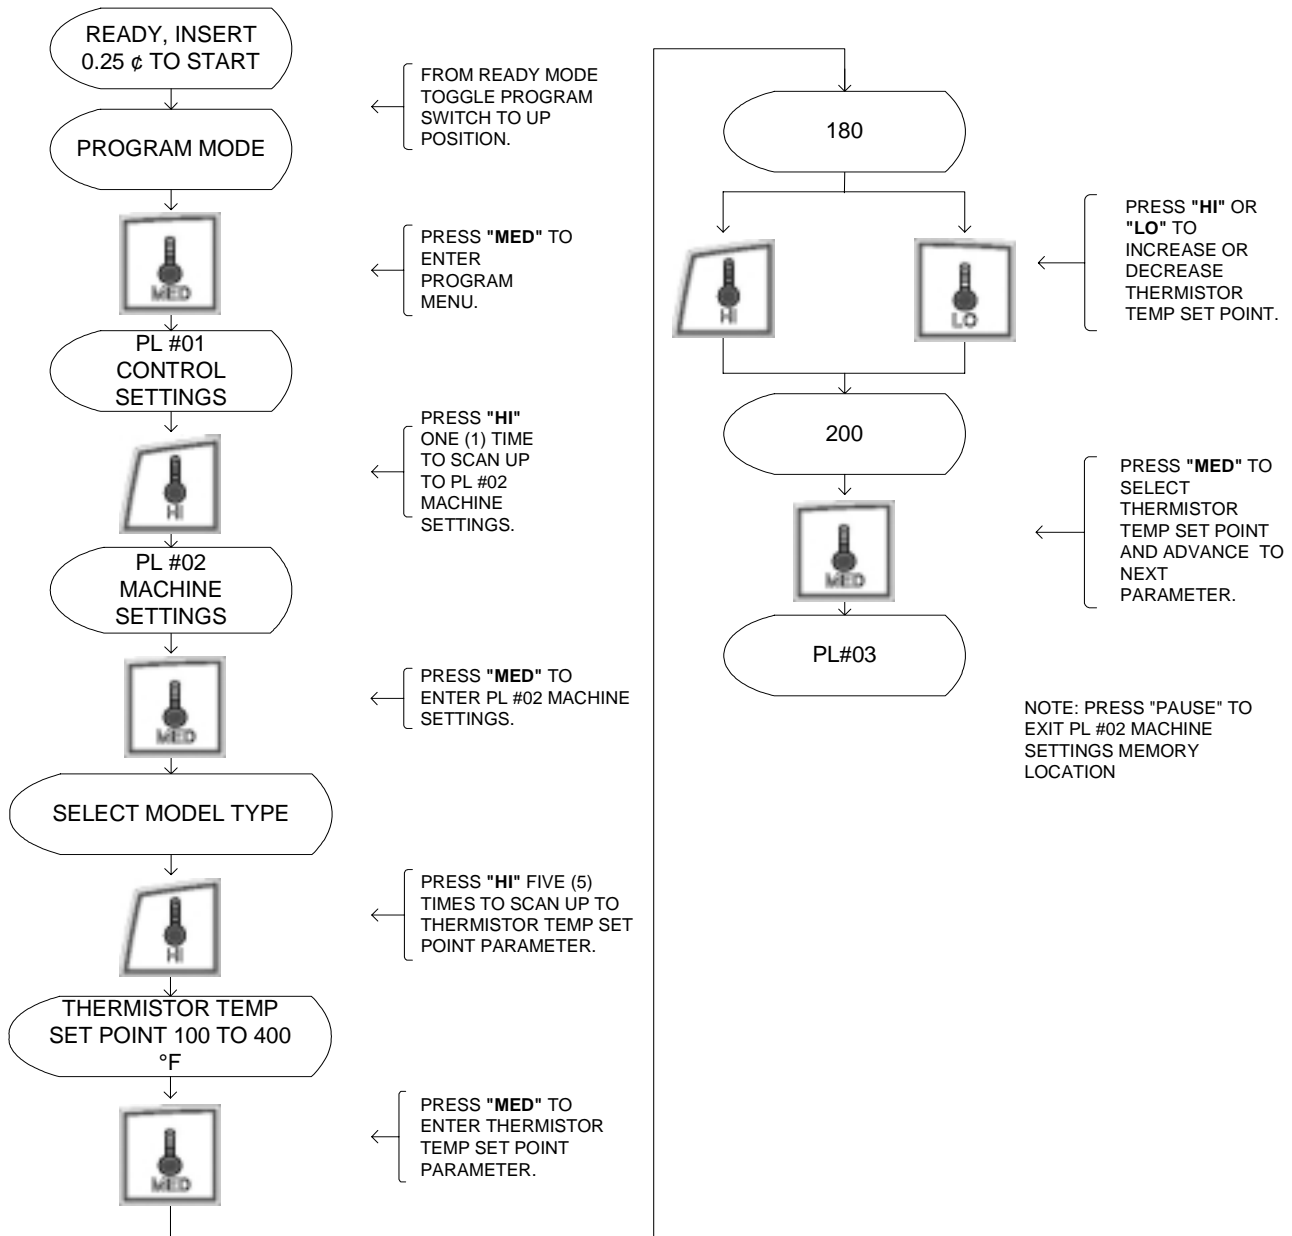 READY, INSERT
0.25 ¢ TO START
FROM READY MODE
TOGGLE PROGRAM
SWITCH TO UP
POSITION.
PROGRAM MODE
MED
PRESS "MED" TO
ENTER
PROGRAM
MENU.
PL #01
CONTROL
SETTINGS
HI
PRESS "HI"
ONE (1) TIME
TO SCAN UP
TO PL #02
MACHINE
SETTINGS.
PL #02
MACHINE
SETTINGS
MED
PRESS "MED" TO
ENTER PL #02 MACHINE
SETTINGS.
SELECT MODEL TYPE
HI
PRESS "HI" FIVE (5)
TIMES TO SCAN UP TO
THERMISTOR TEMP SET
POINT PARAMETER.
THERMISTOR TEMP
SET POINT 100 TO 400
°F
MED
PRESS "MED" TO
ENTER THERMISTOR
TEMP SET POINT
PARAMETER.
180
HI
LO
PRESS "HI" OR
"LO" TO
INCREASE OR
DECREASE
THERMISTOR
TEMP SET POINT.
200
MED
PRESS "MED" TO
SELECT
THERMISTOR
TEMP SET POINT
AND ADVANCE TO
NEXT
PARAMETER.
PL#03
NOTE: PRESS "PAUSE" TO
EXIT PL #02 MACHINE
SETTINGS MEMORY
LOCATION